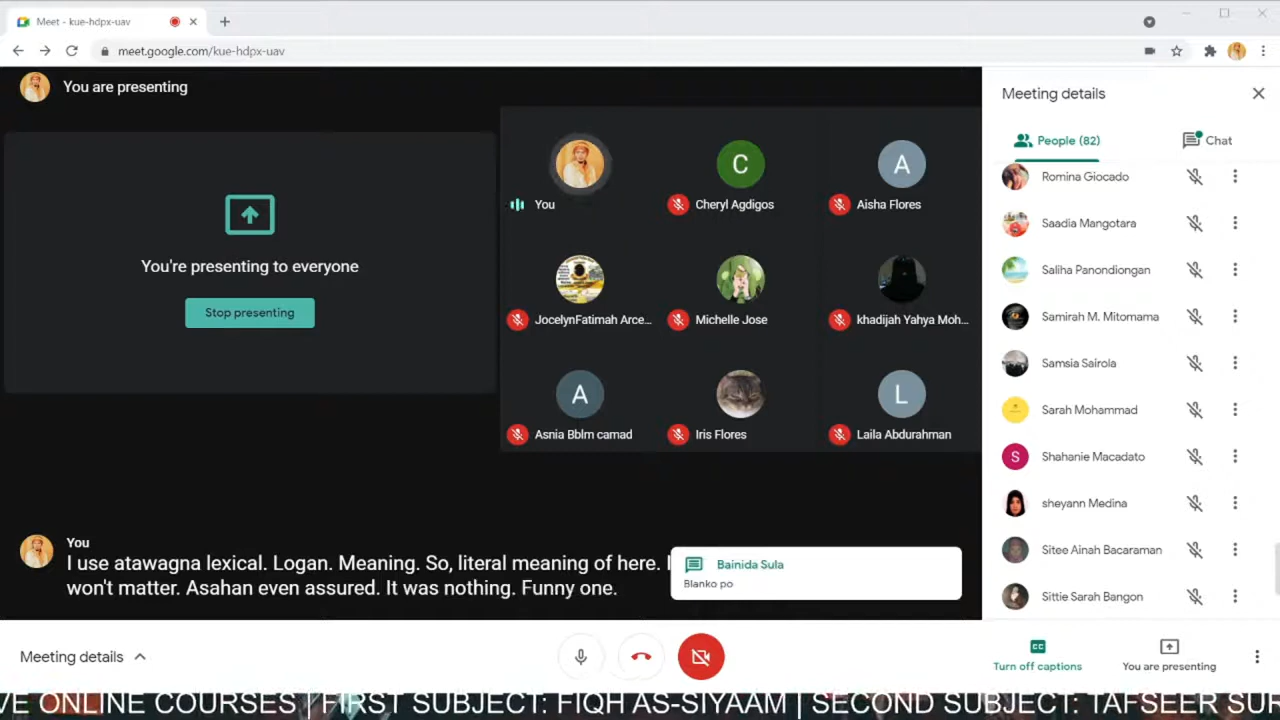 Meet - kue-hdpx-uav
meet.google.com/kue-hdpx-uav
You are presenting
You're presenting to everyone
Stop presenting
You
C
Cheryl Agdigos
A
Aisha Flores
JocelynFatimah Arce...
Michelle Jose
khadijah Yahya Moh...
A
Asnia Bblm camad
Iris Flores
L
Laila Abdurahman
You
I use atawagna lexical. Logan. Meaning. So, literal meaning of here. I
won't matter. Asahan even assured. It was nothing. Funny one.
Bainida Sula
Blanko po
Meeting details
People (82)
Chat
Romina Giocado
Saadia Mangotara
Saliha Panondiongan
Samirah M. Mitomama
Samsia Sairola
Sarah Mohammad
S
Shahanie Macadato
sheyann Medina
Sitee Ainah Bacaraman
Sittie Sarah Bangon
Meeting details
CC
Turn off captions
You are presenting
VE ONLINE COURSES | FIRST SUBJECT: FIQH AS-SIYAAM | SECOND SUBJECT: TAFSEER SUR